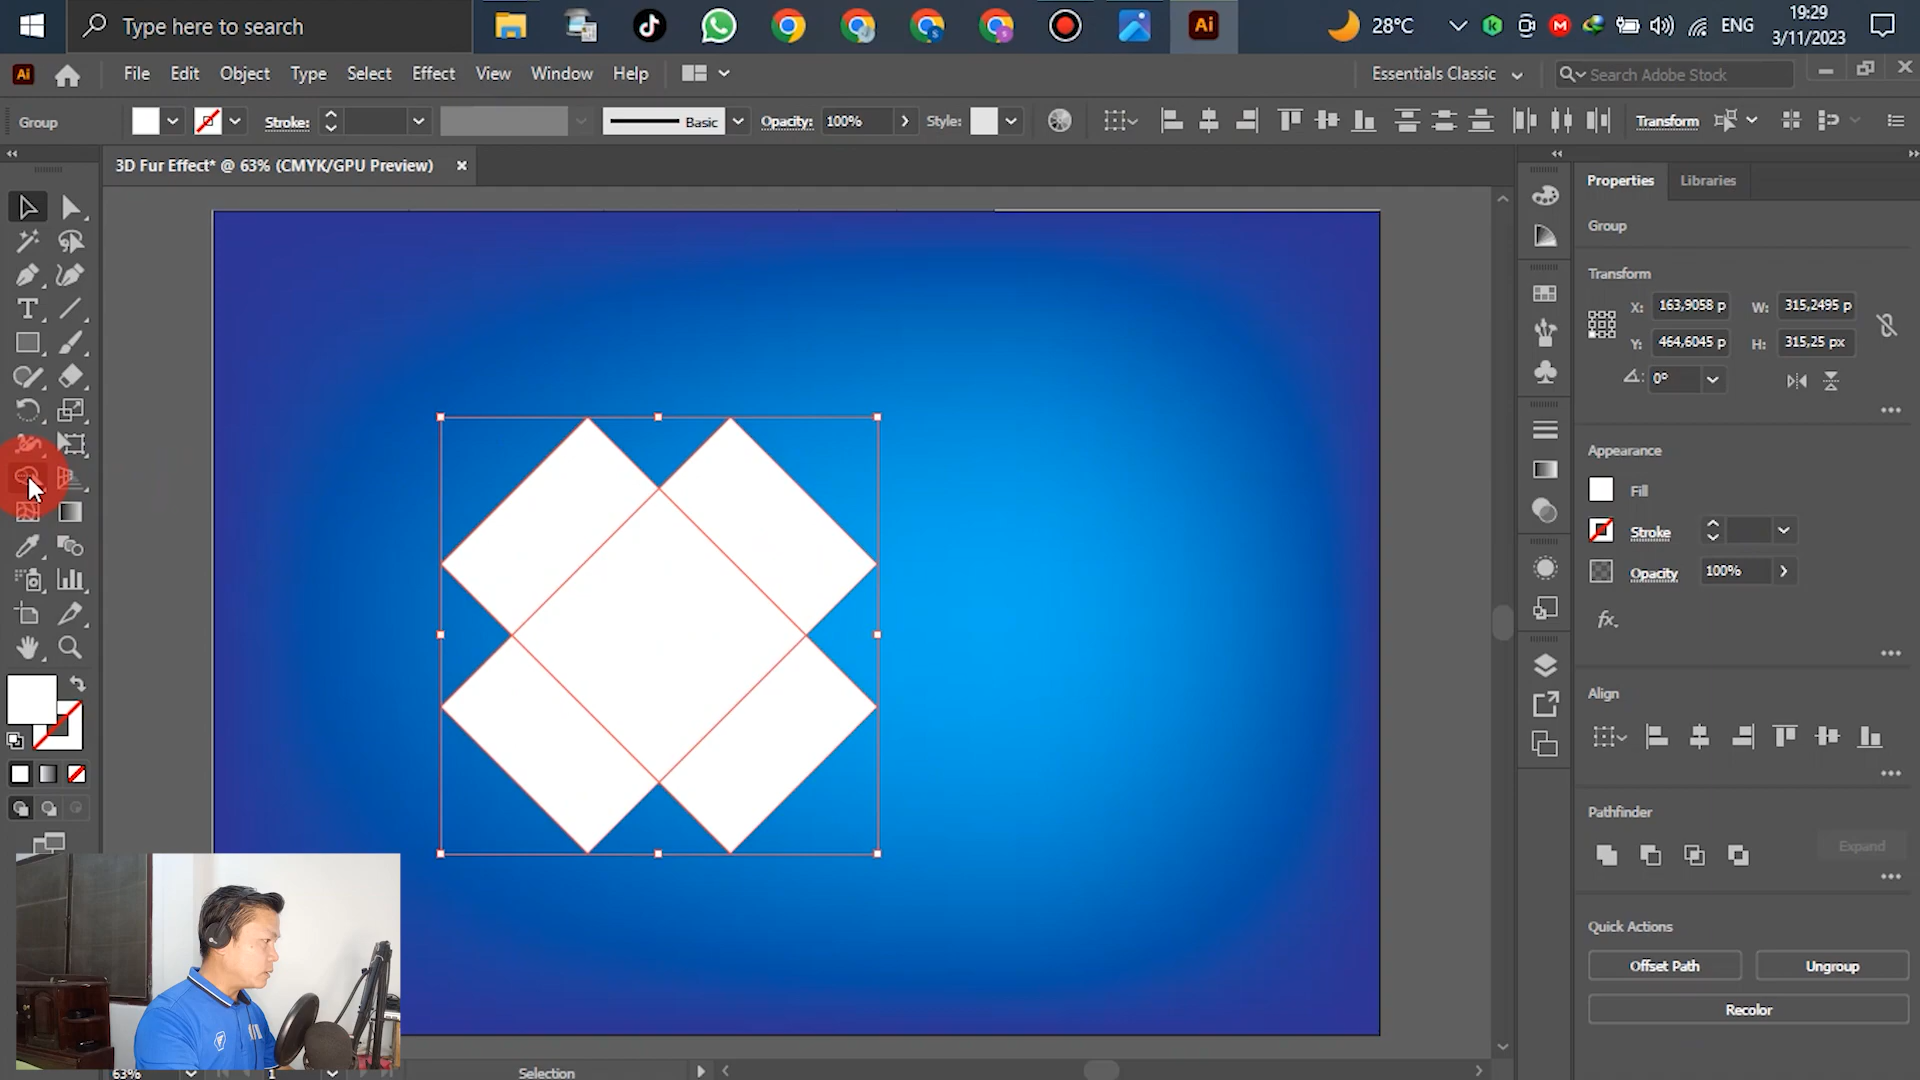 Type here to search
28°C
ENG
19:29
3/11/2023
Ai
Ai
File
Edit
Object
Type
Select
Effect
View
Window
Help
Essentials Classic
Search Adobe Stock
Group
Stroke:
Basic
Opacity:
100%
Style:
Transform
3D Fur Effect* @ 63% (CMYK/GPU Preview)
Properties
Libraries
Group
Transform
X:
163,9058 p
W:
315,2495 p
Y:
464,6045 p
H:
315,25 px
0°
Appearance
Fill
Stroke
Opacity
100%
fx.
Align
Pathfinder
Expand
Quick Actions
Offset Path
Ungroup
Recolor
63%
1
Selection